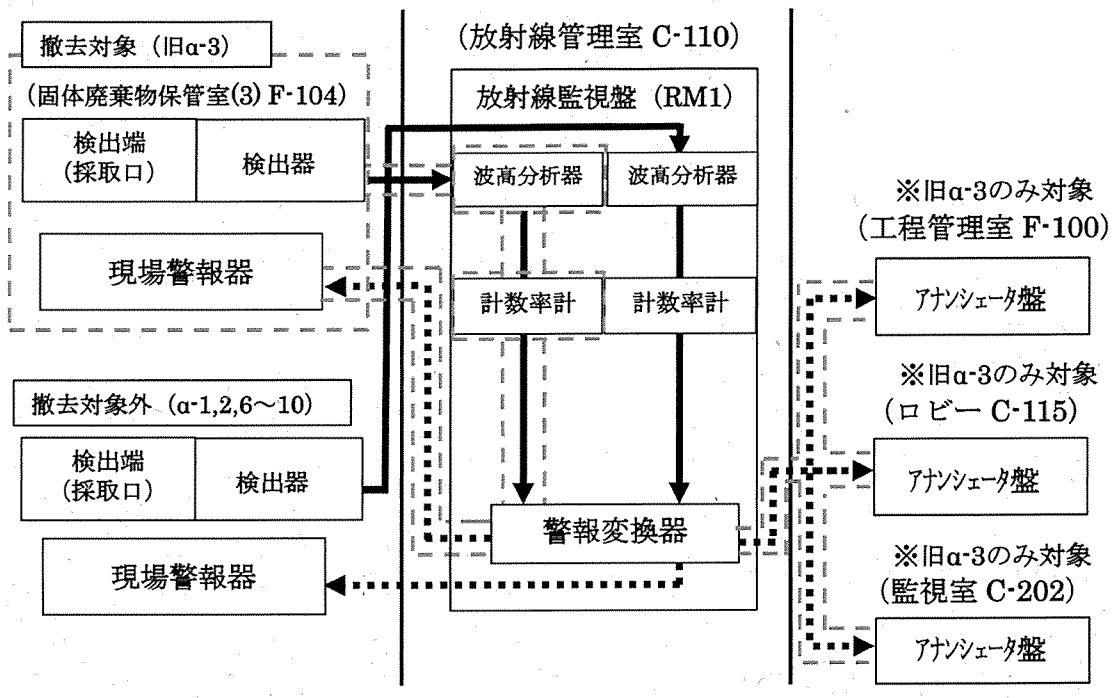 撤去対象（旧α-3）
(固体廃棄物保管室(3) F-104)
検出端
(採取口)
検出器
現場警報器
撤去対象外（α-1,2,6～10）
検出端
(採取口)
検出器
現場警報器
(放射線管理室 C-110)
放射線監視盤（RM1）
波高分析器
波高分析器
計数率計
計数率計
警報変換器
※旧α-3のみ対象
(工程管理室 F-100)
アナンシェータ盤
※旧α-3のみ対象
(ロビー C-115)
アナンシェータ盤
※旧α-3のみ対象
(監視室 C-202)
アナンシェータ盤